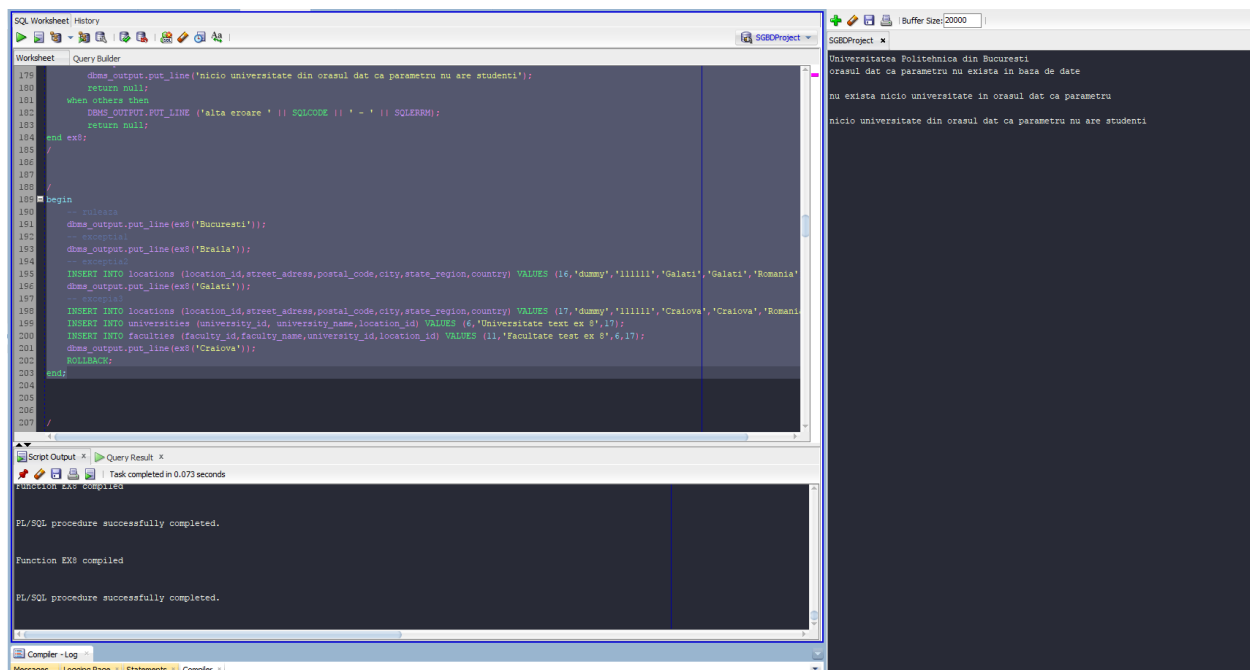 SQL Worksheet History
Buffer Size: 20000
SGBDProject
SGBDProject
Worksheet Query Builder
179 dbms_output.put_line('nicio universitate din orasul dat ca parametru nu are studenti');
180 return null;
181 when others then
182 DBMS_OUTPUT.PUT_LINE ('alta eroare ' || SQLCODE || ' - ' || SQLERRM);
183 return null;
184 end ex8;
185 /
186
187
188 /
189 begin
190 -- ruleaza
191 dbms_output.put_line(ex8('Bucuresti'));
192 -- exceptia1
193 dbms_output.put_line(ex8('Braila'));
194 -- exceptia2
195 INSERT INTO locations (location_id,street_adress,postal_code,city,state_region,country) VALUES (16,'dummy','111111','Galati','Galati','Romania'
196 dbms_output.put_line(ex8('Galati'));
197 -- exceptia3
198 INSERT INTO locations (location_id,street_adress,postal_code,city,state_region,country) VALUES (17,'dummy','111111','Craiova','Craiova','Romani
199 INSERT INTO universities (university_id, university_name,location_id) VALUES (6,'Universitate text ex 8',17);
200 INSERT INTO faculties (faculty_id,faculty_name,university_id,location_id) VALUES (11,'Facultate test ex 8',6,17);
201 dbms_output.put_line(ex8('Craiova'));
202 ROLLBACK;
203 end;
204
205
206
207 /
Script Output Query Result
Task completed in 0.073 seconds
Function EX8 compiled
PL/SQL procedure successfully completed.
Function EX8 compiled
PL/SQL procedure successfully completed.
Compiler - Log
Messages Logging Page Statements Compiler
Universitatea Politehnica din Bucuresti
orasul dat ca parametru nu exista in baza de date
nu exista nicio universitate in orasul dat ca parametru
nicio universitate din orasul dat ca parametru nu are studenti